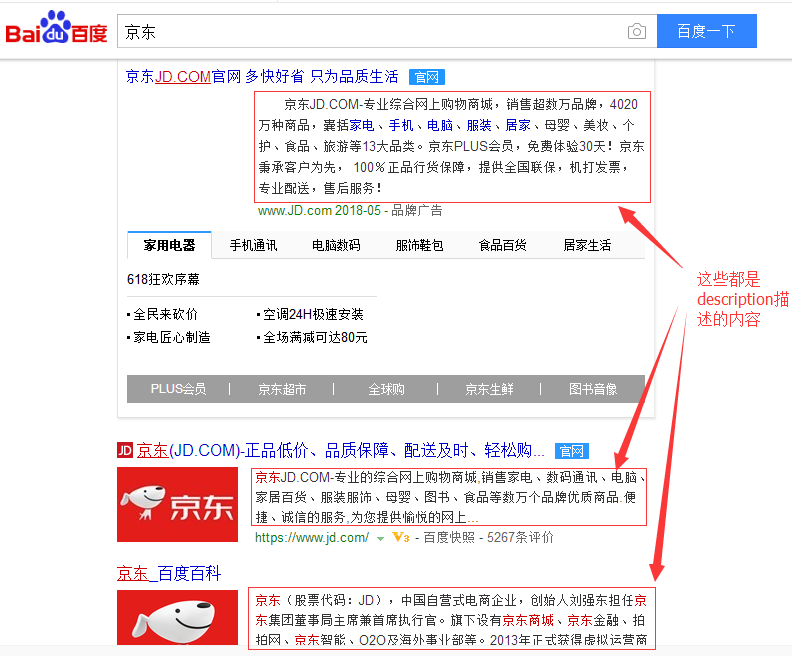 Bai du 百度
京东
百度一下
京东JD.COM官网 多快好省 只为品质生活 官网
京东JD.COM-专业综合网上购物商城，销售超数万品牌，4020
万种商品，囊括家电、手机、电脑、服装、居家、母婴、美妆、个
护、食品、旅游等13大品类。京东PLUS会员，免费体验30天！京东
秉承客户为先， 100％正品行货保障，提供全国联保，机打发票，
专业配送，售后服务！
www.JD.com 2018-05 - 品牌广告
家用电器 手机通讯 电脑数码 服饰鞋包 食品百货 居家生活
618狂欢序幕
▪ 全民来砍价 ▪ 空调24H极速安装
▪ 家电匠心制造 ▪ 全场满减可达80元
PLUS会员 | 京东超市 | 全球购 | 京东生鲜 | 图书音像
这些都是
description描
述的内容
JD 京东(JD.COM)-正品低价、品质保障、配送及时、轻松购... 官网
京东
京东JD.COM-专业的综合网上购物商城,销售家电、数码通讯、电脑、
家居百货、服装服饰、母婴、图书、食品等数万个品牌优质商品.便
捷、诚信的服务,为您提供愉悦的网上...
https://www.jd.com/ V3 - 百度快照 - 5267条评价
京东_百度百科
京东（股票代码：JD），中国自营式电商企业，创始人刘强东担任京
东集团董事局主席兼首席执行官。旗下设有京东商城、京东金融、拍
拍网、京东智能、O2O及海外事业部等。2013年正式获得虚拟运营商